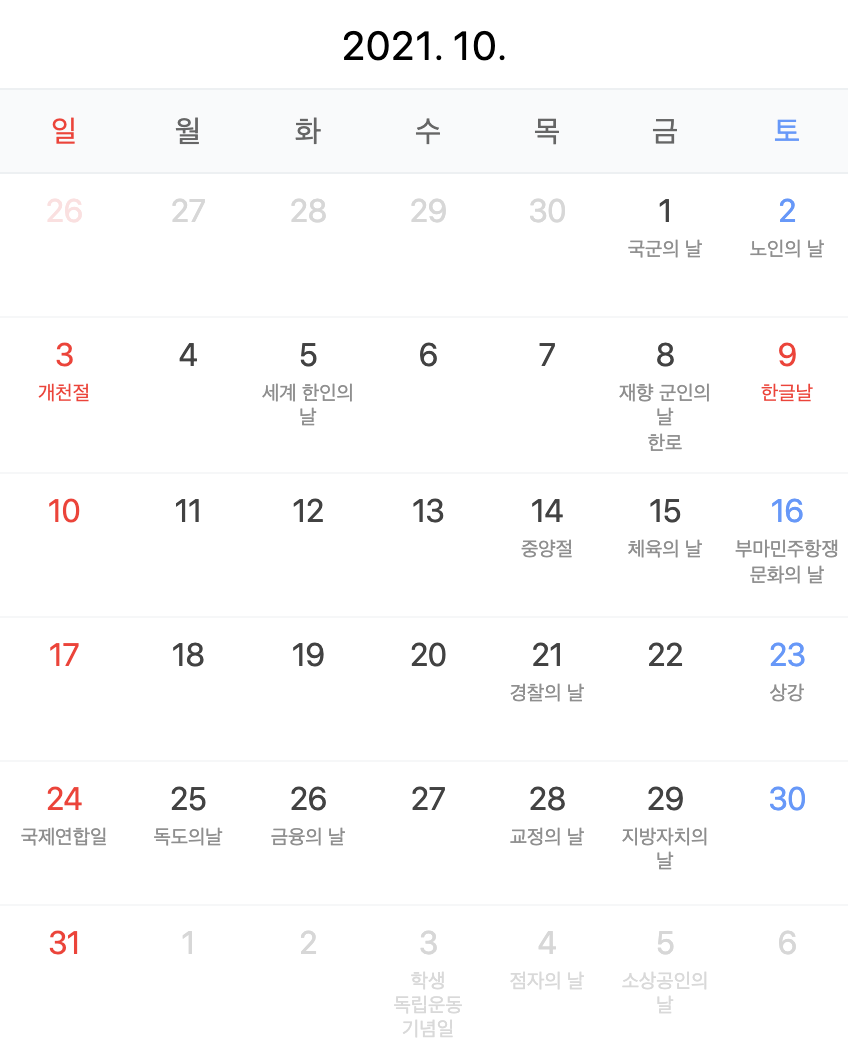 2021. 10.
일 월 화 수 목 금 토
26 27 28 29 30 1 2
국군의 날 노인의 날
3 4 5 6 7 8 9
개천절 세계 한인의 재향 군인의 한글날
날 날
한로
10 11 12 13 14 15 16
중양절 체육의 날 부마민주항쟁
문화의 날
17 18 19 20 21 22 23
경찰의 날 상강
24 25 26 27 28 29 30
국제연합일 독도의날 금융의 날 교정의 날 지방자치의
날
31 1 2 3 4 5 6
학생 점자의 날 소상공인의
독립운동 날
기념일